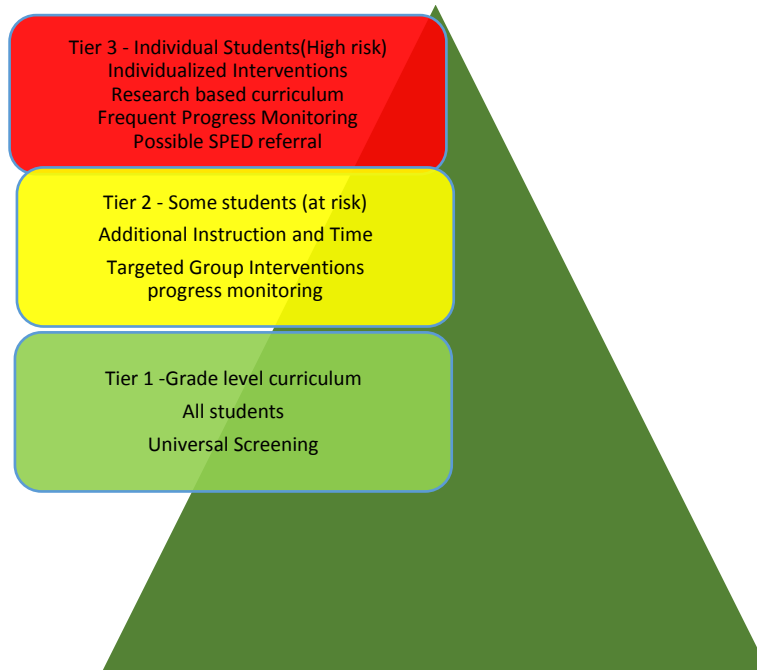 Tier 3 - Individual Students(High risk)
Individualized Interventions
Research based curriculum
Frequent Progress Monitoring
Possible SPED referral
Tier 2 - Some students (at risk)
Additional Instruction and Time
Targeted Group Interventions
progress monitoring
Tier 1 -Grade level curriculum
All students
Universal Screening